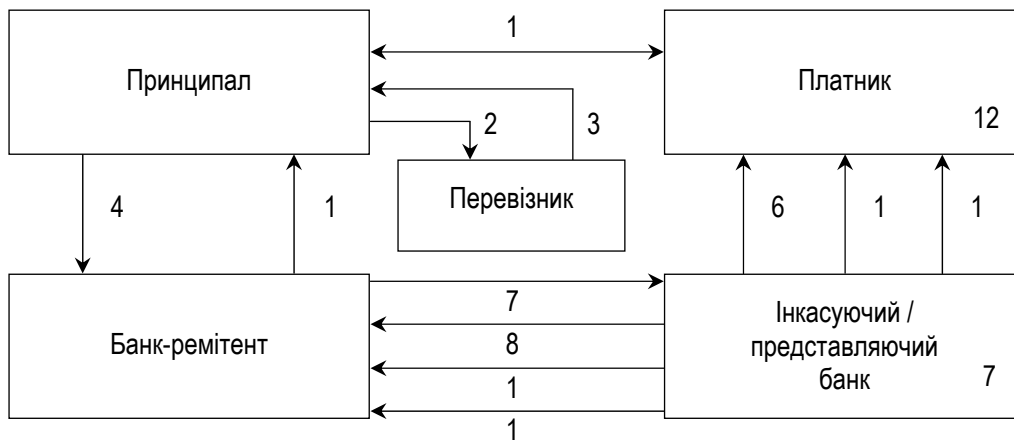 1
Принципал
Платник
12
2
3
4
1
Перевізник
6
1
1
7
Банк-ремітент
8
1
1
Інкасуючий /
представляючий
банк
7